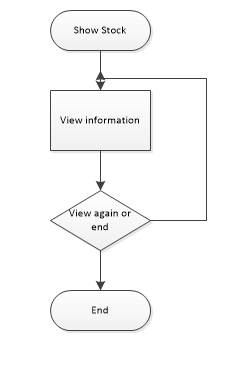 Show Stock
View information
View again or
end
End